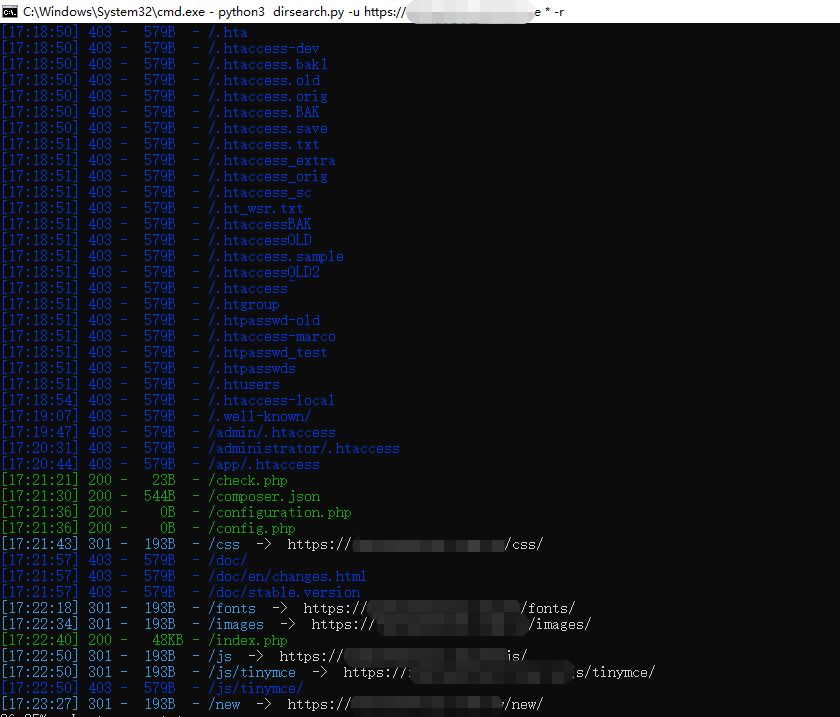 C:\Windows\System32\cmd.exe - python3 dirsearch.py -u https:// e * -r
[17:18:50] 403 - 579B - /.hta
[17:18:50] 403 - 579B - /.htaccess-dev
[17:18:50] 403 - 579B - /.htaccess.bak1
[17:18:50] 403 - 579B - /.htaccess.old
[17:18:50] 403 - 579B - /.htaccess.orig
[17:18:50] 403 - 579B - /.htaccess.BAK
[17:18:50] 403 - 579B - /.htaccess.save
[17:18:51] 403 - 579B - /.htaccess.txt
[17:18:51] 403 - 579B - /.htaccess_extra
[17:18:51] 403 - 579B - /.htaccess_orig
[17:18:51] 403 - 579B - /.htaccess_sc
[17:18:51] 403 - 579B - /.ht_wsr.txt
[17:18:51] 403 - 579B - /.htaccessBAK
[17:18:51] 403 - 579B - /.htaccessOLD
[17:18:51] 403 - 579B - /.htaccess.sample
[17:18:51] 403 - 579B - /.htaccessOLD2
[17:18:51] 403 - 579B - /.htaccess~
[17:18:51] 403 - 579B - /.htgroup
[17:18:51] 403 - 579B - /.htpasswd-old
[17:18:51] 403 - 579B - /.htaccess-marco
[17:18:51] 403 - 579B - /.htpasswd_test
[17:18:51] 403 - 579B - /.htpasswds
[17:18:51] 403 - 579B - /.htusers
[17:18:54] 403 - 579B - /.htaccess-local
[17:19:07] 403 - 579B - /.well-known/
[17:19:47] 403 - 579B - /admin/.htaccess
[17:20:31] 403 - 579B - /administrator/.htaccess
[17:20:44] 403 - 579B - /app/.htaccess
[17:21:21] 200 - 23B - /check.php
[17:21:30] 200 - 544B - /composer.json
[17:21:36] 200 - 0B - /configuration.php
[17:21:36] 200 - 0B - /config.php
[17:21:43] 301 - 193B - /css -> https:// /css/
[17:21:57] 403 - 579B - /doc/
[17:21:57] 403 - 579B - /doc/en/changes.html
[17:21:57] 403 - 579B - /doc/stable.version
[17:22:18] 301 - 193B - /fonts -> https:// /fonts/
[17:22:34] 301 - 193B - /images -> https:// /images/
[17:22:40] 200 - 48KB - /index.php
[17:22:50] 301 - 193B - /js -> https:// js/
[17:22:50] 301 - 193B - /js/tinymce -> https:// s/tinymce/
[17:22:50] 403 - 579B - /js/tinymce/
[17:23:27] 301 - 193B - /new -> https:// /new/